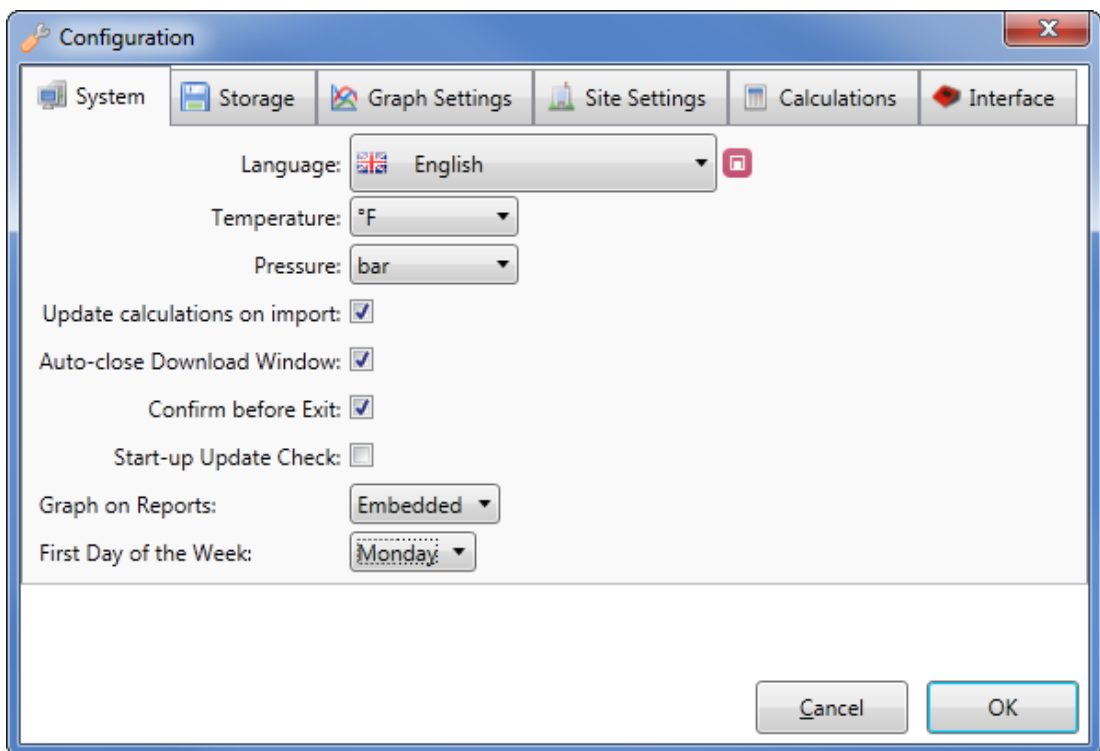 Configuration
System Storage Graph Settings Site Settings Calculations Interface
Language: English
Temperature: °F
Pressure: bar
Update calculations on import:
Auto-close Download Window:
Confirm before Exit:
Start-up Update Check:
Graph on Reports: Embedded
First Day of the Week: Monday
Cancel OK